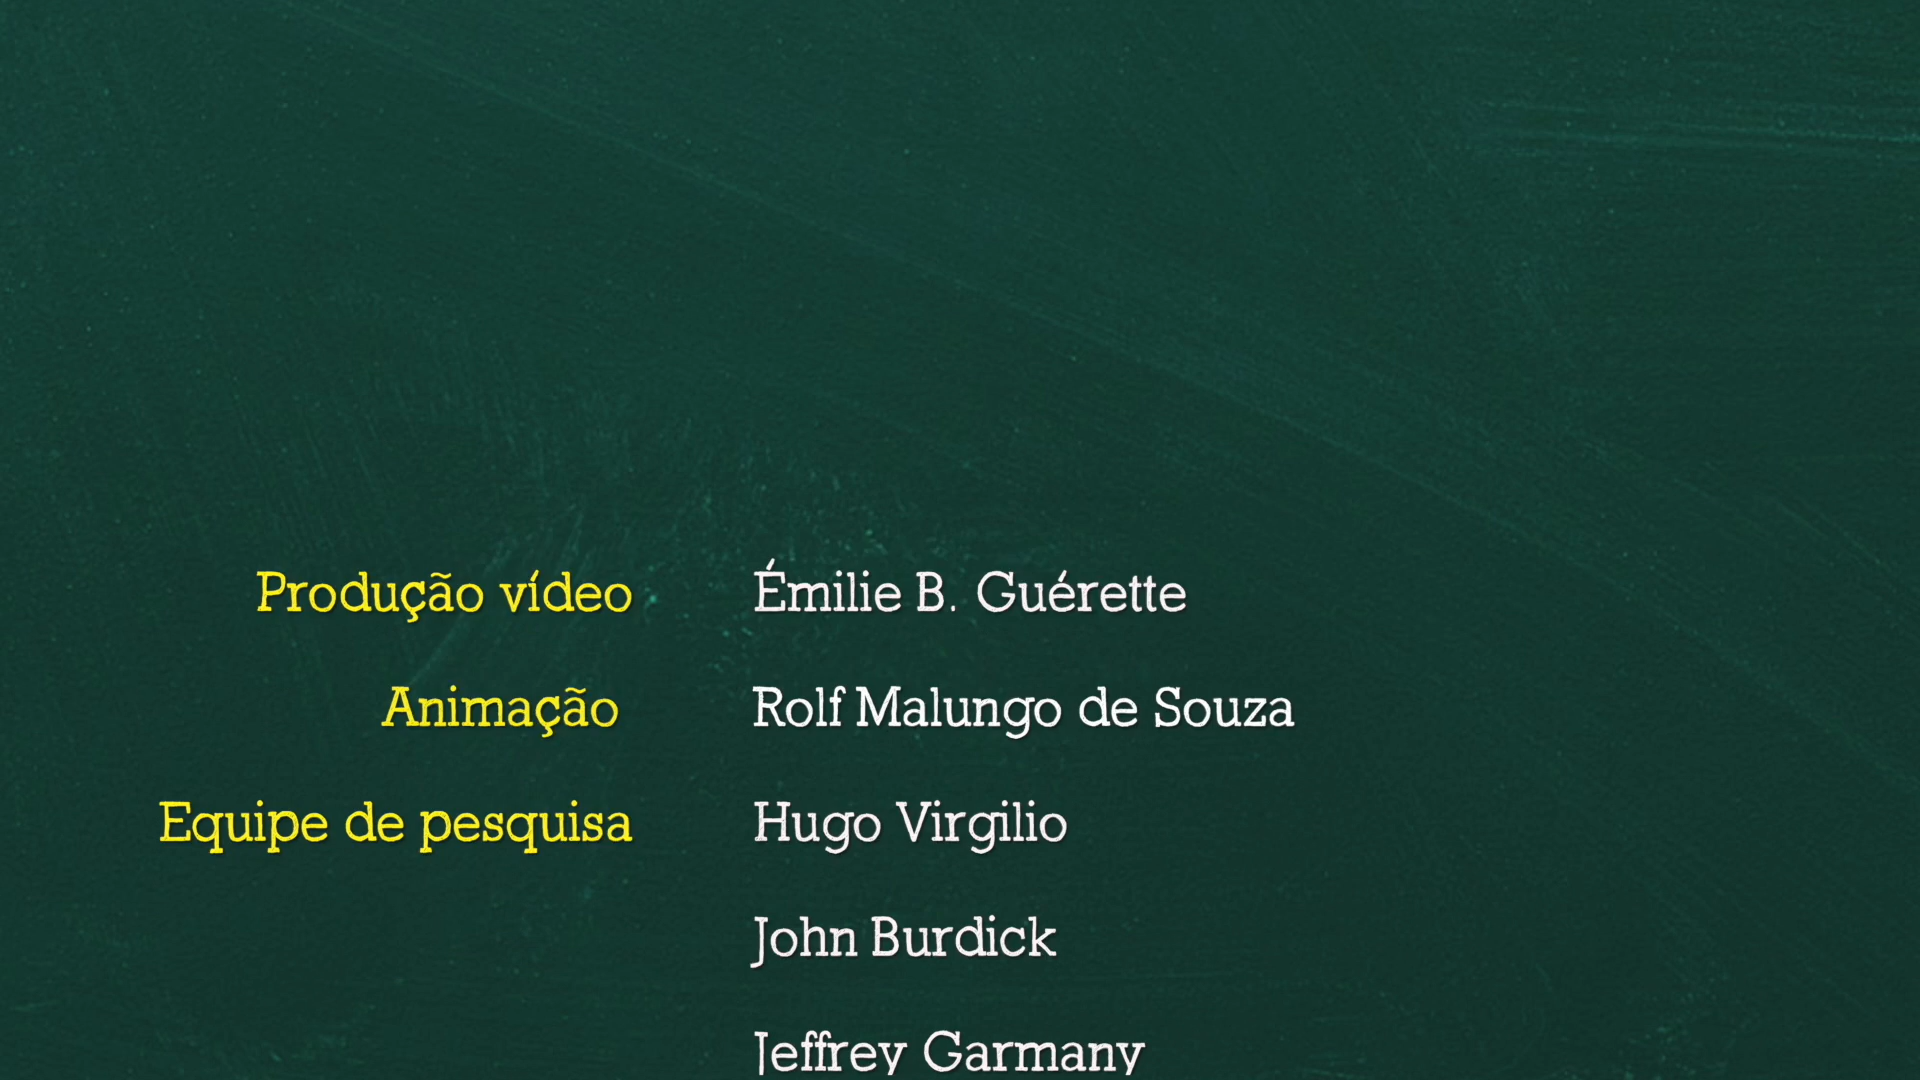 Produção vídeo Émilie B. Guérette
Animação Rolf Malungo de Souza
Equipe de pesquisa Hugo Virgilio
John Burdick
Jeffrey Garmany